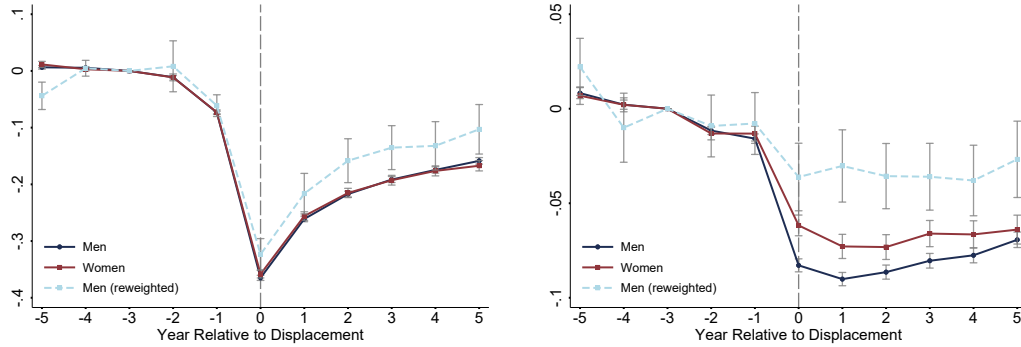 .1
0
-.1
-.2
-.3
-.4
Men
Women
Men (reweighted)
-5 -4 -3 -2 -1 0 1 2 3 4 5
Year Relative to Displacement
.05
0
-.05
-.1
Men
Women
Men (reweighted)
-5 -4 -3 -2 -1 0 1 2 3 4 5
Year Relative to Displacement